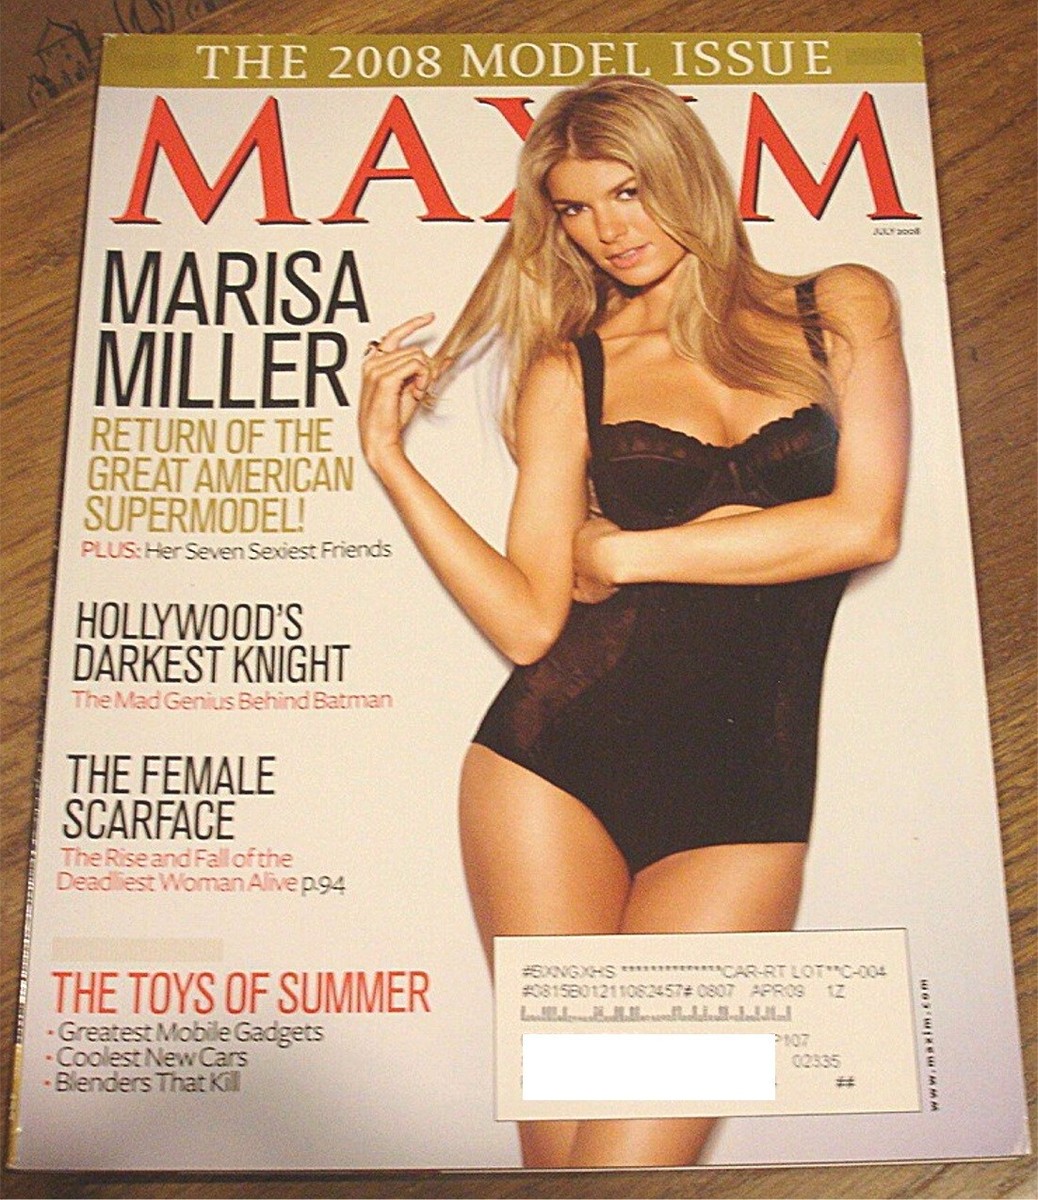 THE 2008 MODEL ISSUE
MAXIM
JULY 2008
MARISA
MILLER
RETURN OF THE
GREAT AMERICAN
SUPERMODEL!
PLUS: Her Seven Sexiest Friends
HOLLYWOOD'S
DARKEST KNIGHT
The Mad Genius Behind Batman
THE FEMALE
SCARFACE
The Rise and Fall of the
Deadliest Woman Alive p.94
THE TOYS OF SUMMER
• Greatest Mobile Gadgets
• Coolest New Cars
• Blenders That Kill
#BXNGXHS **************CAR-RT LOT**C-004
#0815B01211082457# 0807 APR09 1Z
P107
02335
##
www.maxim.com